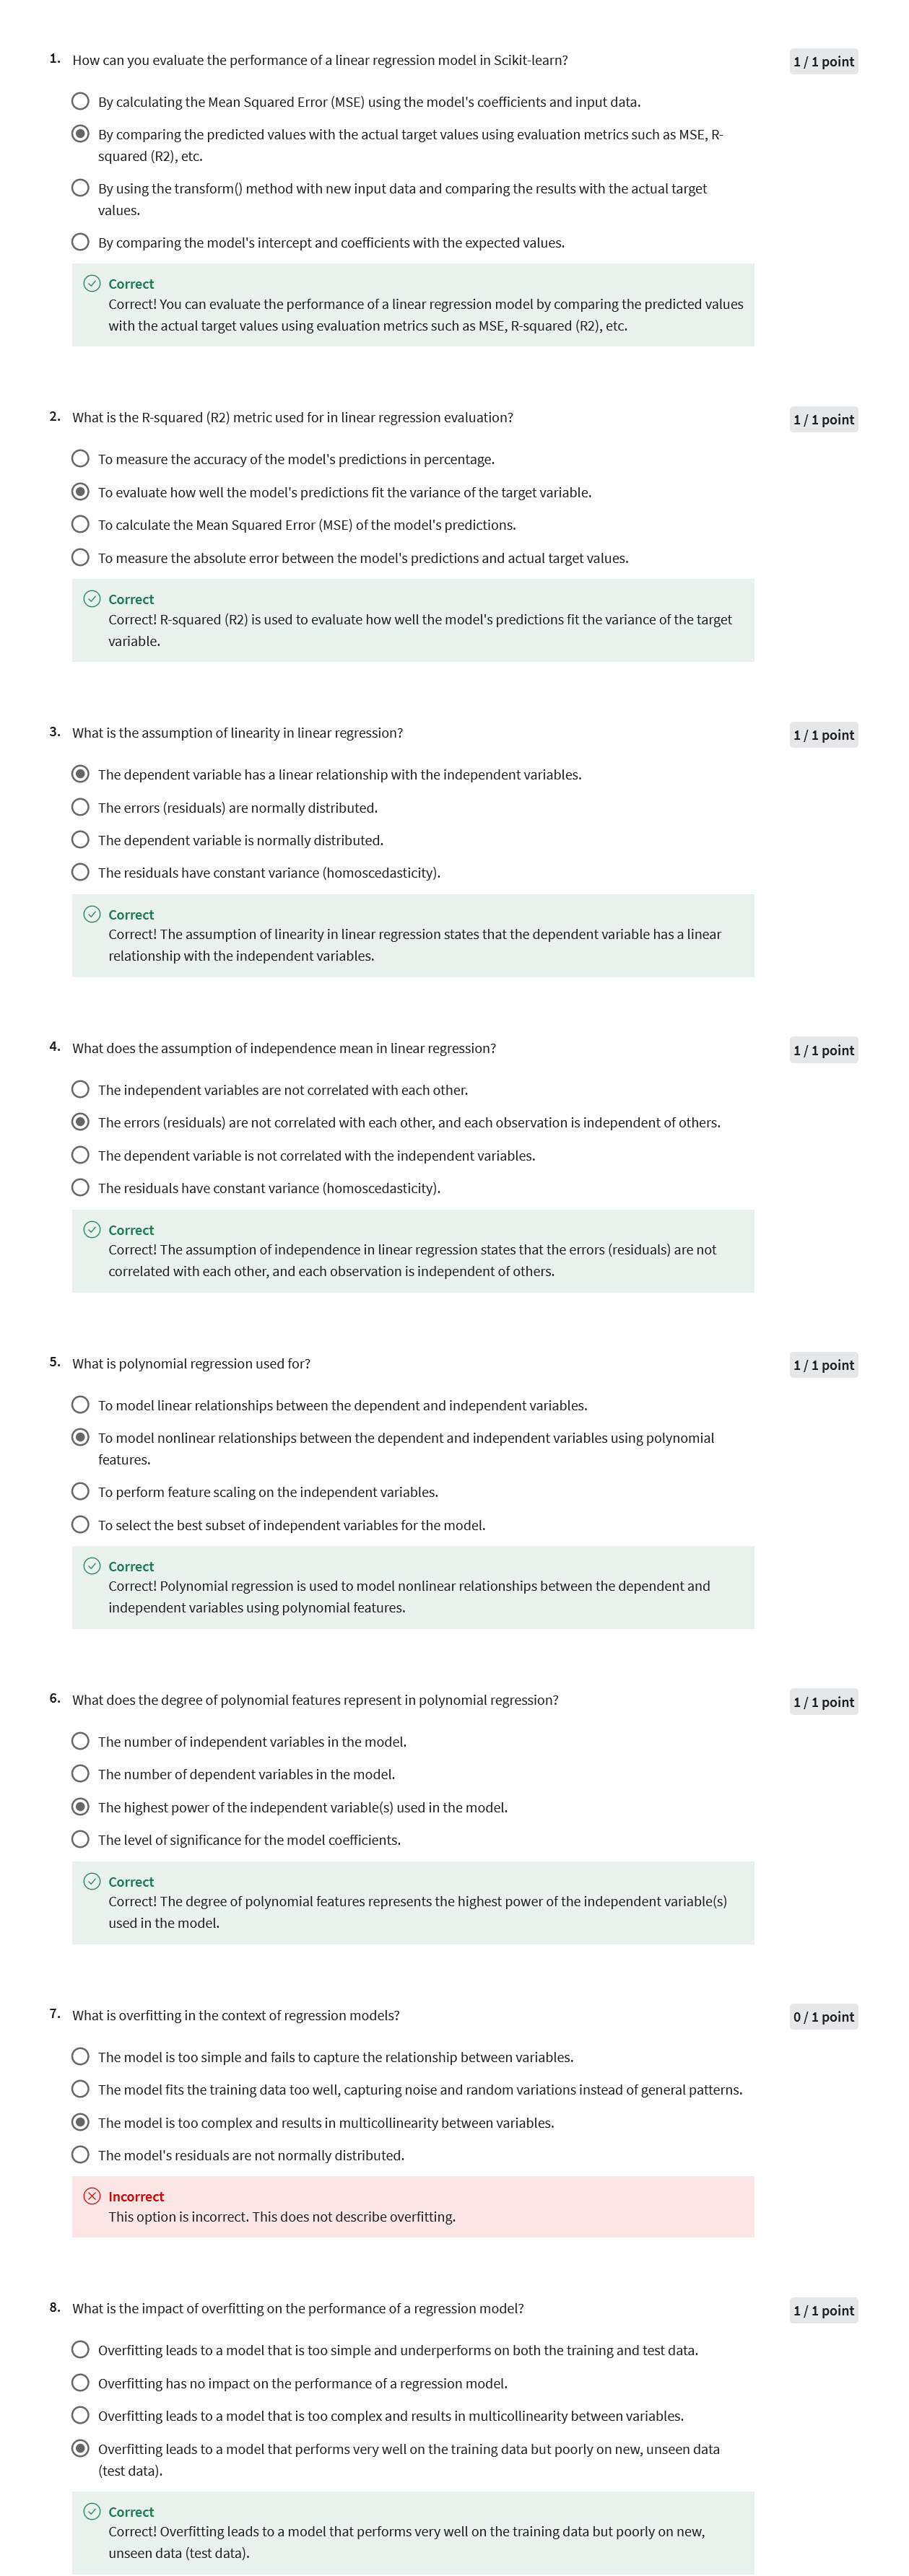 1. How can you evaluate the performance of a linear regression model in Scikit-learn? 1 / 1 point
By calculating the Mean Squared Error (MSE) using the model's coefficients and input data.
By comparing the predicted values with the actual target values using evaluation metrics such as MSE, R-
squared (R2), etc.
By using the transform() method with new input data and comparing the results with the actual target
values.
By comparing the model's intercept and coefficients with the expected values.
Correct
Correct! You can evaluate the performance of a linear regression model by comparing the predicted values
with the actual target values using evaluation metrics such as MSE, R-squared (R2), etc.
2. What is the R-squared (R2) metric used for in linear regression evaluation? 1 / 1 point
To measure the accuracy of the model's predictions in percentage.
To evaluate how well the model's predictions fit the variance of the target variable.
To calculate the Mean Squared Error (MSE) of the model's predictions.
To measure the absolute error between the model's predictions and actual target values.
Correct
Correct! R-squared (R2) is used to evaluate how well the model's predictions fit the variance of the target
variable.
3. What is the assumption of linearity in linear regression? 1 / 1 point
The dependent variable has a linear relationship with the independent variables.
The errors (residuals) are normally distributed.
The dependent variable is normally distributed.
The residuals have constant variance (homoscedasticity).
Correct
Correct! The assumption of linearity in linear regression states that the dependent variable has a linear
relationship with the independent variables.
4. What does the assumption of independence mean in linear regression? 1 / 1 point
The independent variables are not correlated with each other.
The errors (residuals) are not correlated with each other, and each observation is independent of others.
The dependent variable is not correlated with the independent variables.
The residuals have constant variance (homoscedasticity).
Correct
Correct! The assumption of independence in linear regression states that the errors (residuals) are not
correlated with each other, and each observation is independent of others.
5. What is polynomial regression used for? 1 / 1 point
To model linear relationships between the dependent and independent variables.
To model nonlinear relationships between the dependent and independent variables using polynomial
features.
To perform feature scaling on the independent variables.
To select the best subset of independent variables for the model.
Correct
Correct! Polynomial regression is used to model nonlinear relationships between the dependent and
independent variables using polynomial features.
6. What does the degree of polynomial features represent in polynomial regression? 1 / 1 point
The number of independent variables in the model.
The number of dependent variables in the model.
The highest power of the independent variable(s) used in the model.
The level of significance for the model coefficients.
Correct
Correct! The degree of polynomial features represents the highest power of the independent variable(s)
used in the model.
7. What is overfitting in the context of regression models? 0 / 1 point
The model is too simple and fails to capture the relationship between variables.
The model fits the training data too well, capturing noise and random variations instead of general patterns.
The model is too complex and results in multicollinearity between variables.
The model's residuals are not normally distributed.
Incorrect
This option is incorrect. This does not describe overfitting.
8. What is the impact of overfitting on the performance of a regression model? 1 / 1 point
Overfitting leads to a model that is too simple and underperforms on both the training and test data.
Overfitting has no impact on the performance of a regression model.
Overfitting leads to a model that is too complex and results in multicollinearity between variables.
Overfitting leads to a model that performs very well on the training data but poorly on new, unseen data
(test data).
Correct
Correct! Overfitting leads to a model that performs very well on the training data but poorly on new,
unseen data (test data).